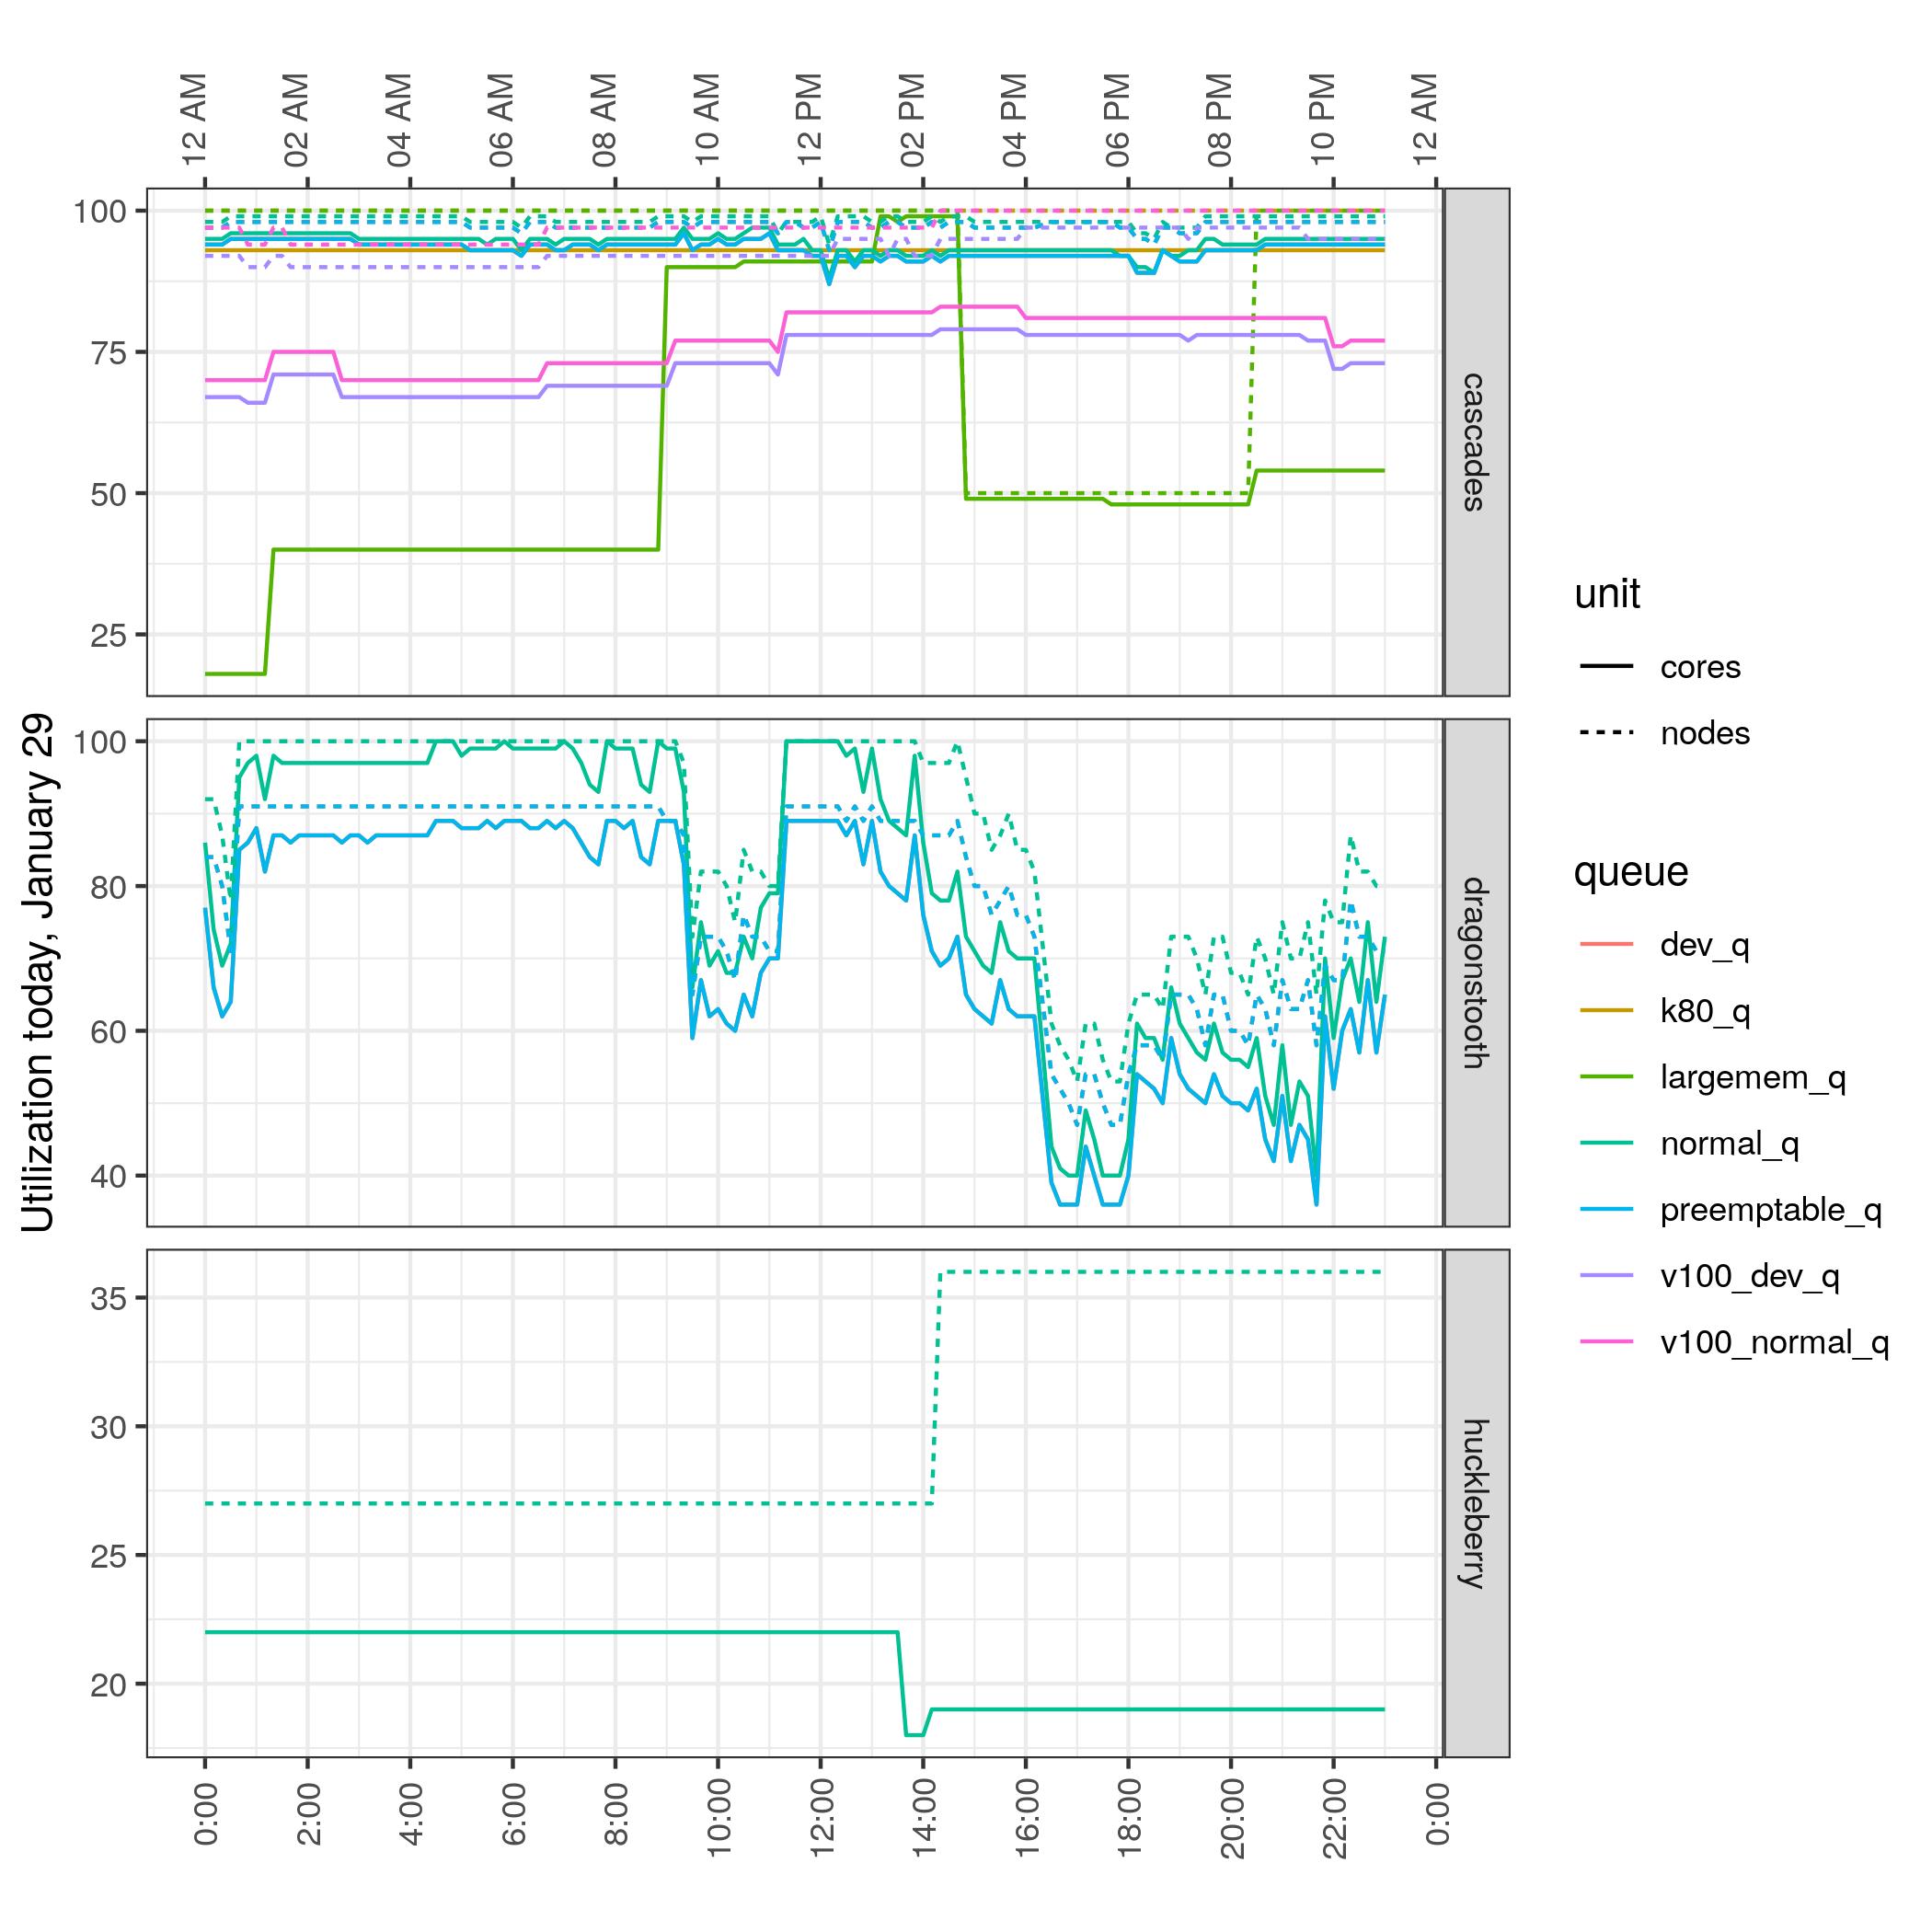 12 AM
02 AM
04 AM
06 AM
08 AM
10 AM
12 PM
02 PM
04 PM
06 PM
08 PM
10 PM
12 AM
Utilization today, January 29
100
75
50
25
cascades
100
80
60
40
dragonstooth
35
30
25
20
huckleberry
0:00
2:00
4:00
6:00
8:00
10:00
12:00
14:00
16:00
18:00
20:00
22:00
0:00
unit
cores
nodes
queue
dev_q
k80_q
largemem_q
normal_q
preemptable_q
v100_dev_q
v100_normal_q